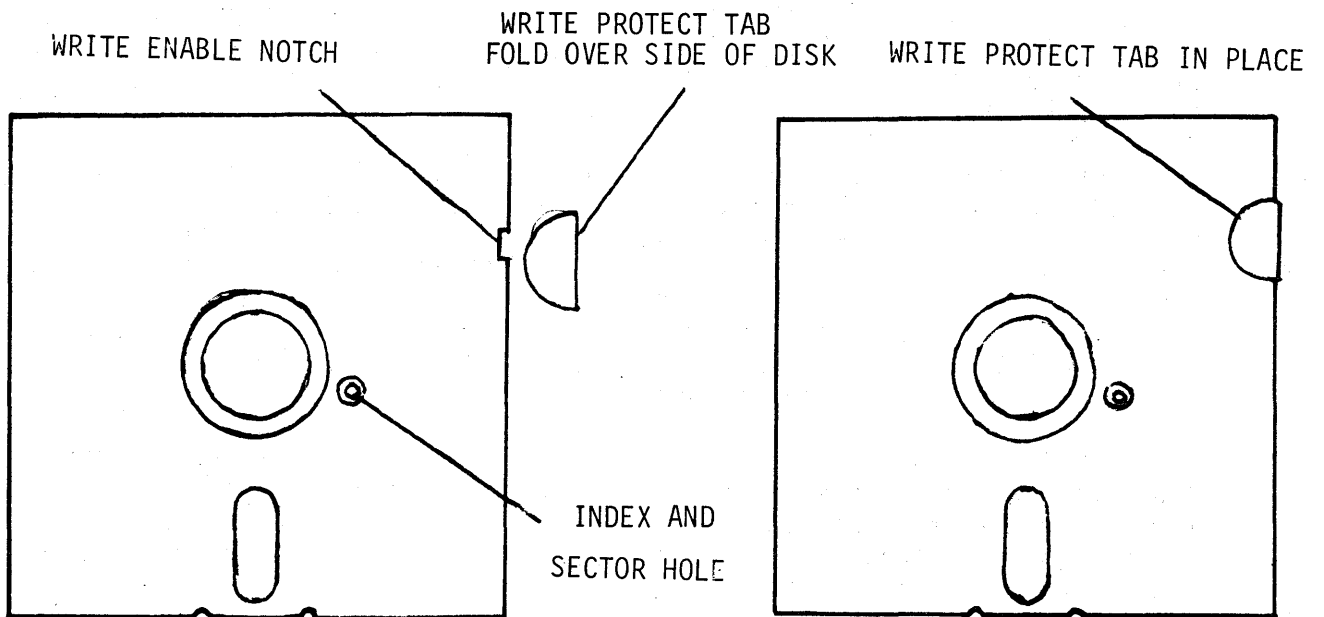 WRITE ENABLE NOTCH
WRITE PROTECT TAB
FOLD OVER SIDE OF DISK
WRITE PROTECT TAB IN PLACE
INDEX AND
SECTOR HOLE